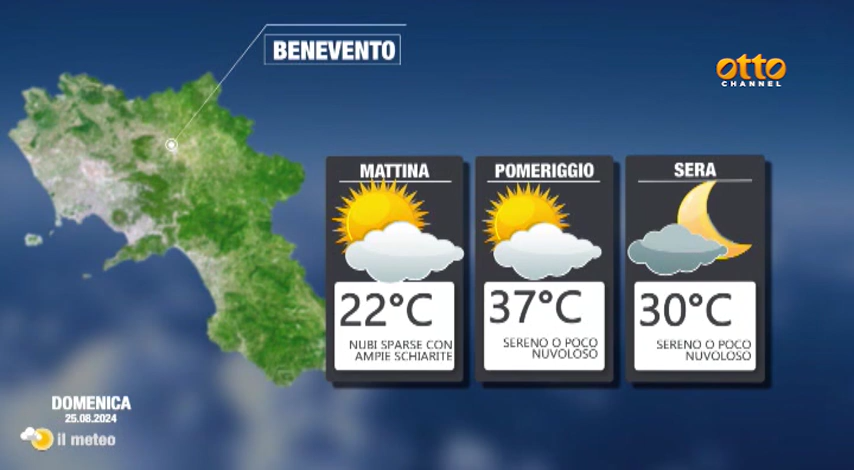 BENEVENTO
otto
CHANNEL
MATTINA
22°C
NUBI SPARSE CON
AMPIE SCHIARITE
POMERIGGIO
37°C
SERENO O POCO
NUVOLOSO
SERA
30°C
SERENO O POCO
NUVOLOSO
DOMENICA
25.08.2024
il meteo